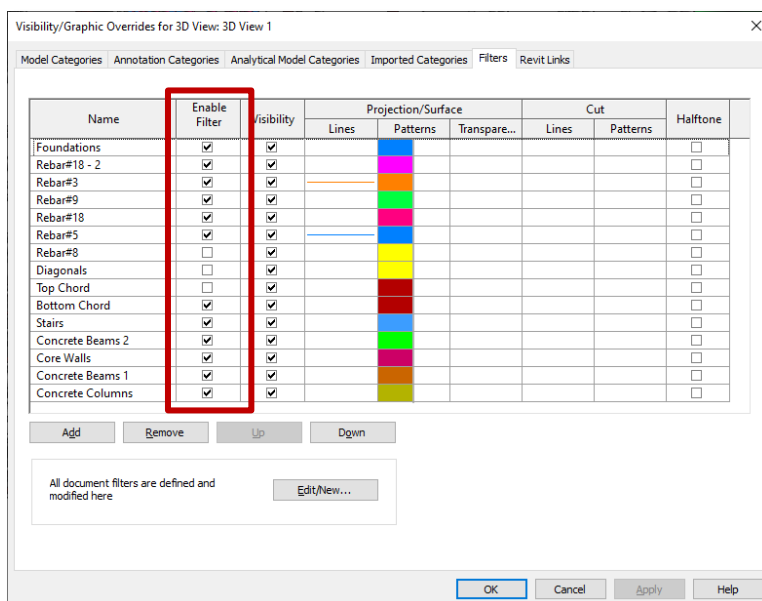 Visibility/Graphic Overrides for 3D View: 3D View 1
Model Categories Annotation Categories Analytical Model Categories Imported Categories Filters Revit Links
Name Enable Filter Visibility Projection/Surface Cut Halftone
Lines Patterns Transpare... Lines Patterns
Foundations
Rebar#18 - 2
Rebar#3
Rebar#9
Rebar#18
Rebar#5
Rebar#8
Diagonals
Top Chord
Bottom Chord
Stairs
Concrete Beams 2
Core Walls
Concrete Beams 1
Concrete Columns
Add Remove Up Down
All document filters are defined and
modified here
Edit/New...
OK Cancel Apply Help